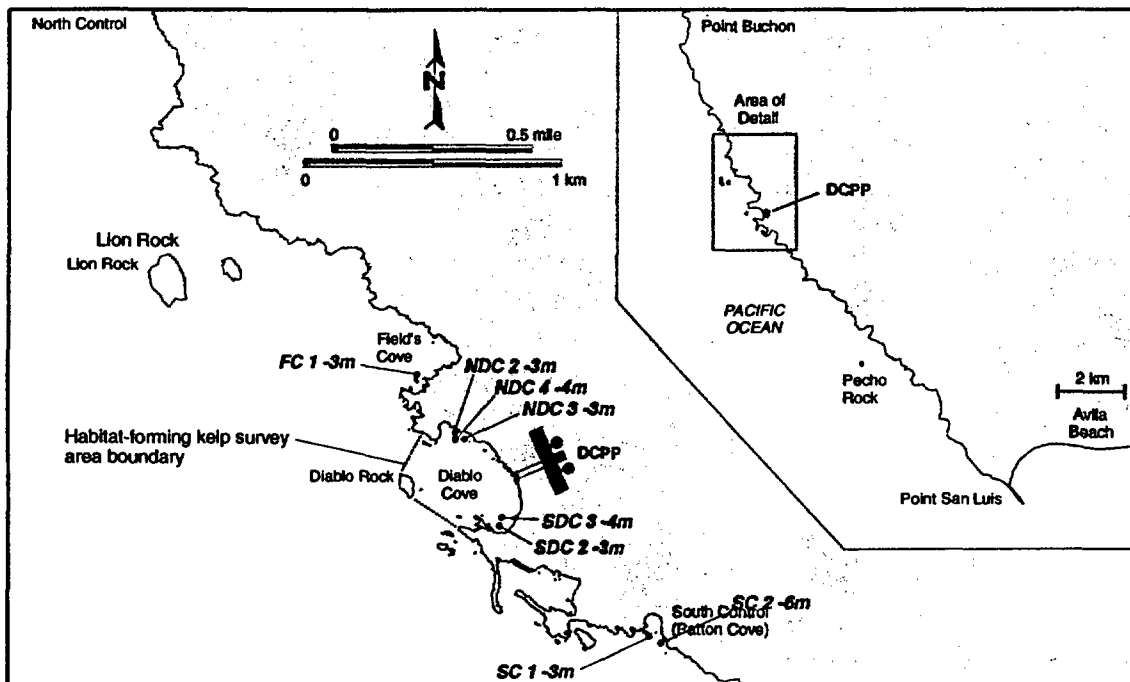 North Control
N
0
0.5 mile
0
1 km
Lion Rock
Lion Rock
Field's
Cove
FC 1 -3m
NDC 2 -3m
NDC 4 -4m
NDC 3 -3m
Habitat-forming kelp survey
area boundary
DCPP
Diablo Rock
Diablo
Cove
SDC 3 -4m
SDC 2 -3m
SC 2 -6m
South Control
(Patton Cove)
SC 1 -3m
Point Buchon
Area of
Detail
DCPP
PACIFIC
OCEAN
Pecho
Rock
2 km
Avila
Beach
Point San Luis